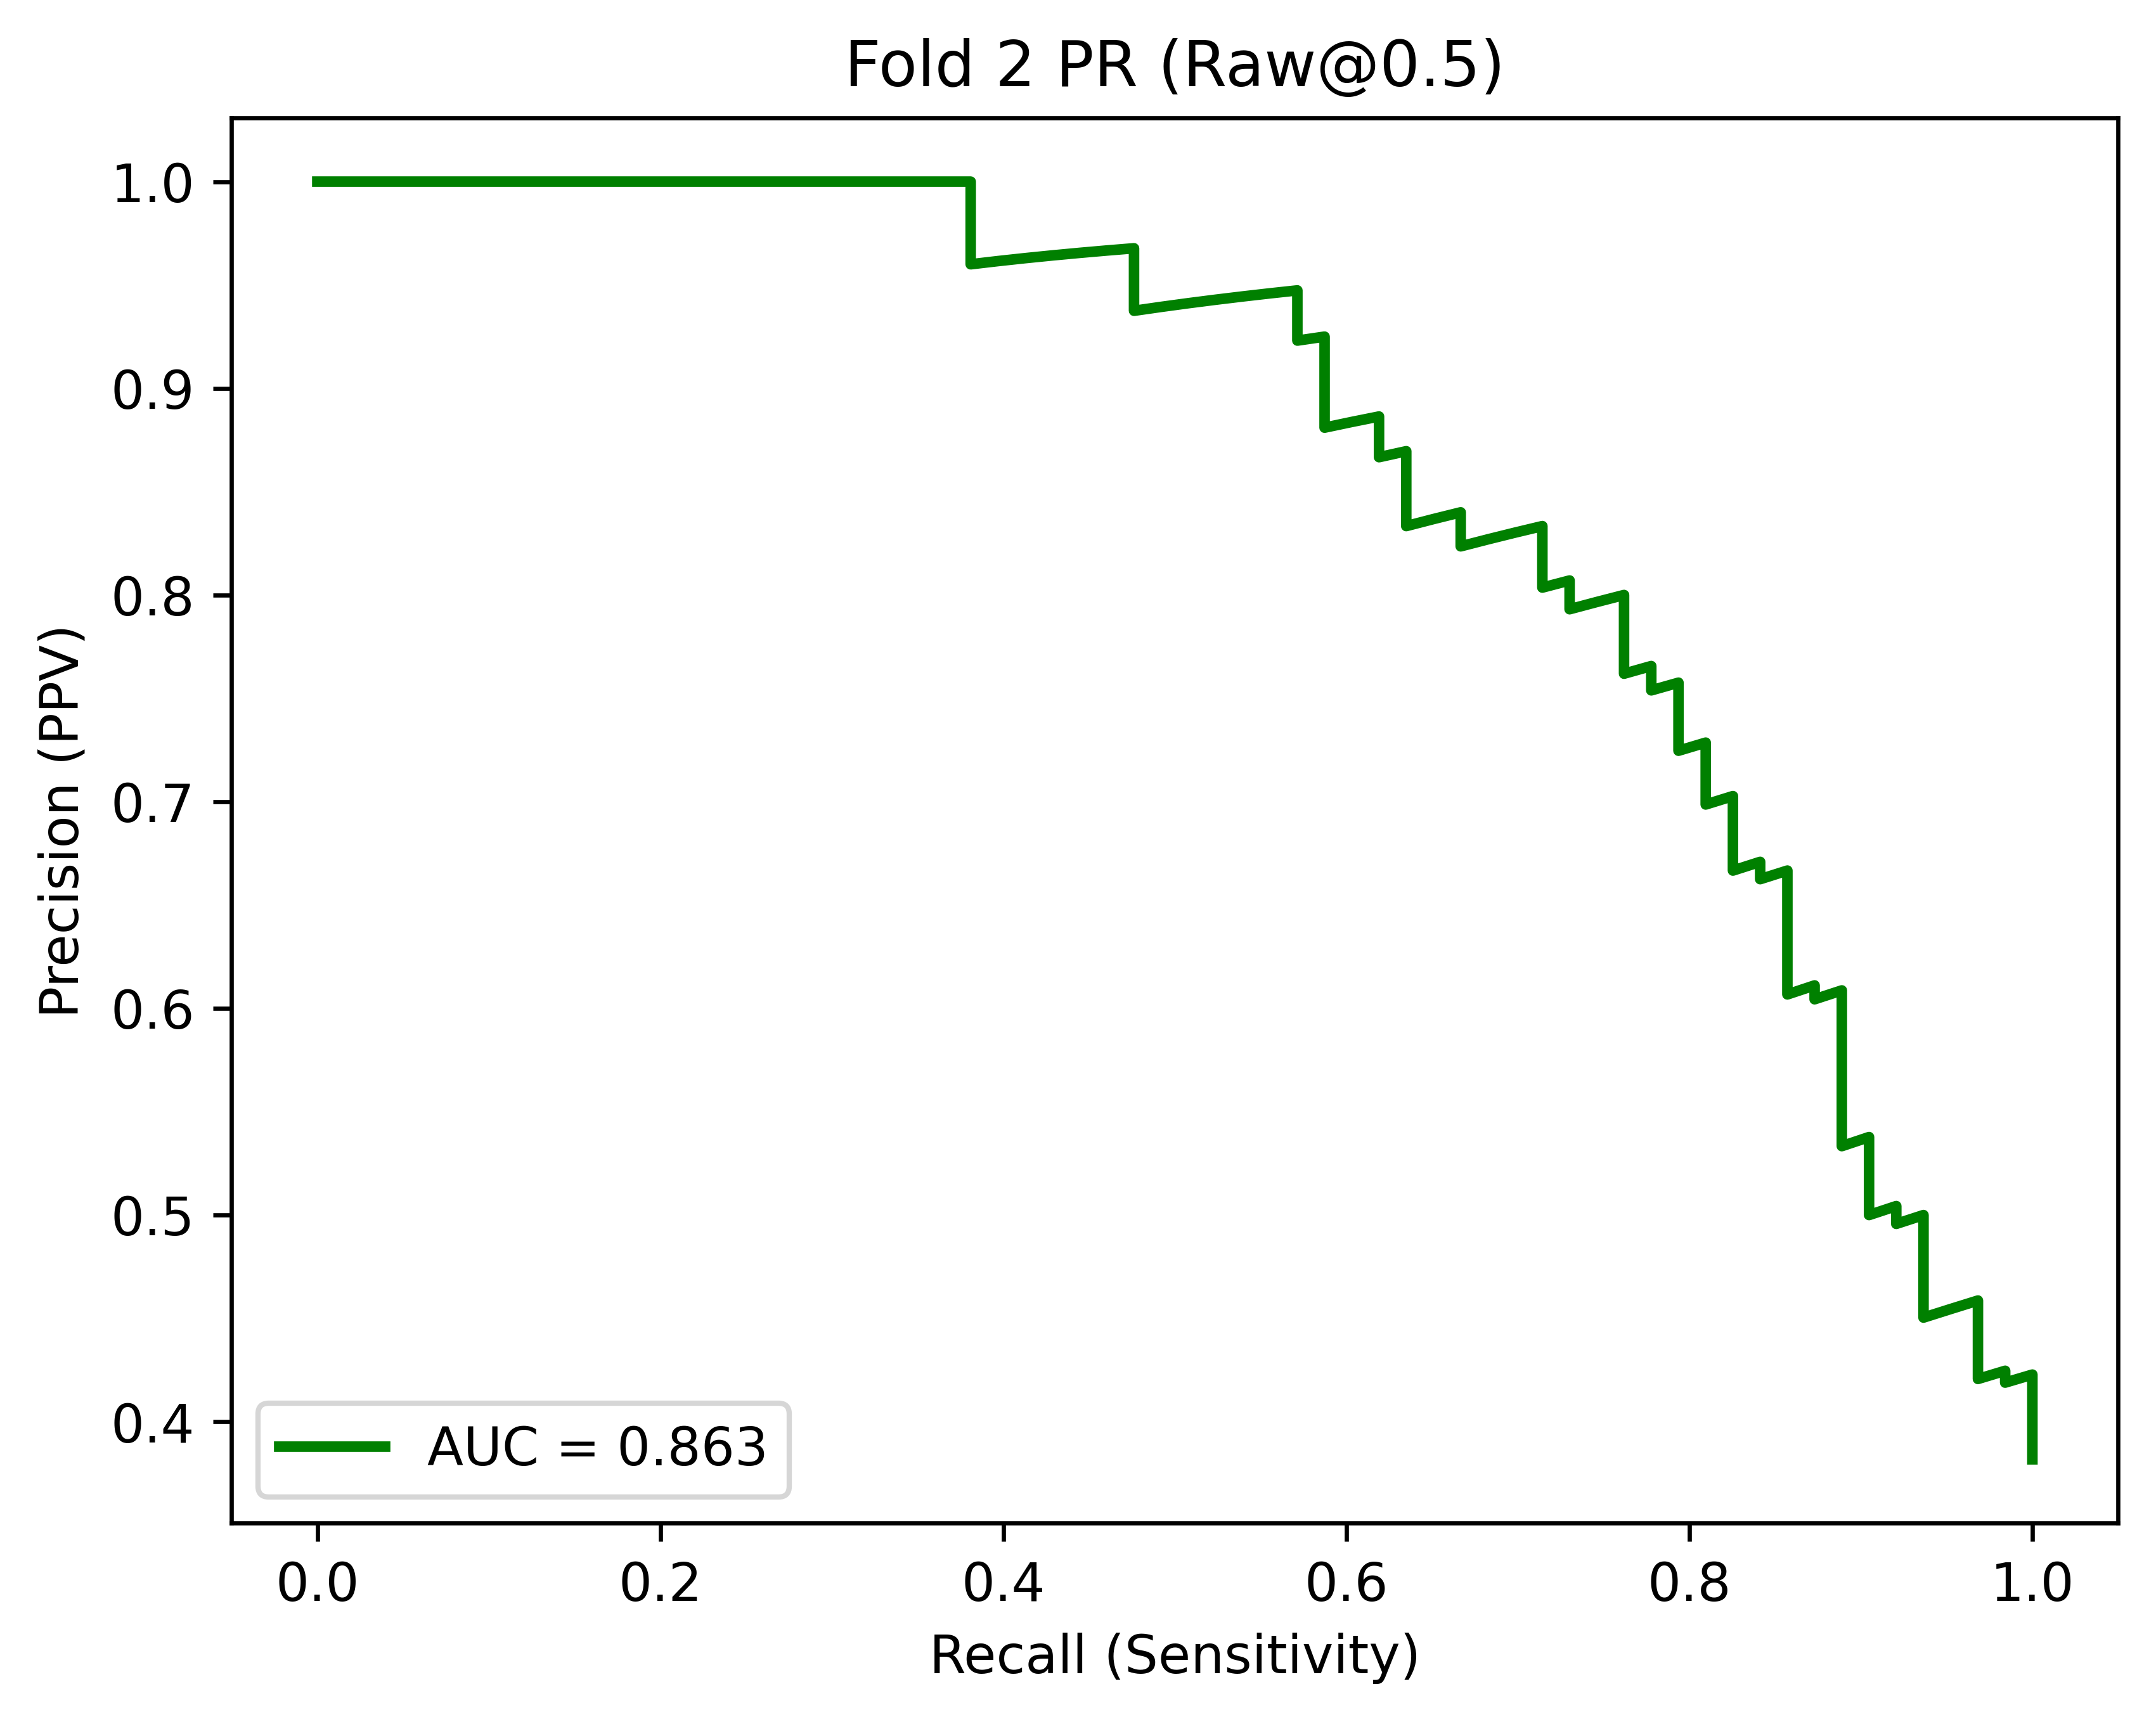 Fold 2 PR (Raw@0.5)
Precision (PPV)
1.0
0.9
0.8
0.7
0.6
0.5
0.4
AUC = 0.863
0.0 0.2 0.4 0.6 0.8 1.0
Recall (Sensitivity)